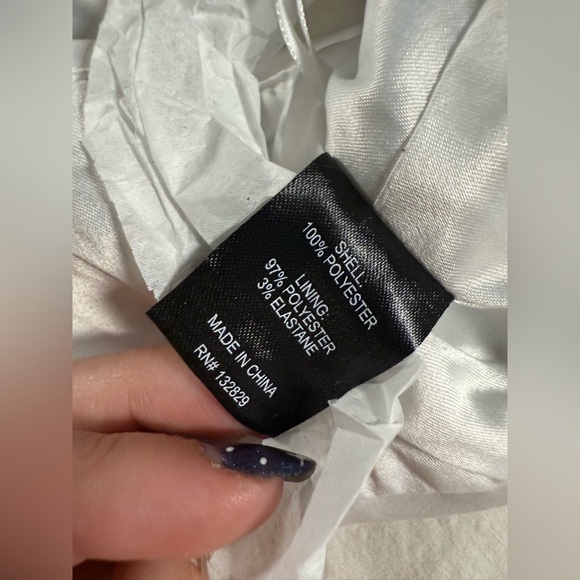 SHELL
100% POLYESTER
LINING:
97% POLYESTER
3% ELASTANE
MADE IN CHINA
RN# 132829